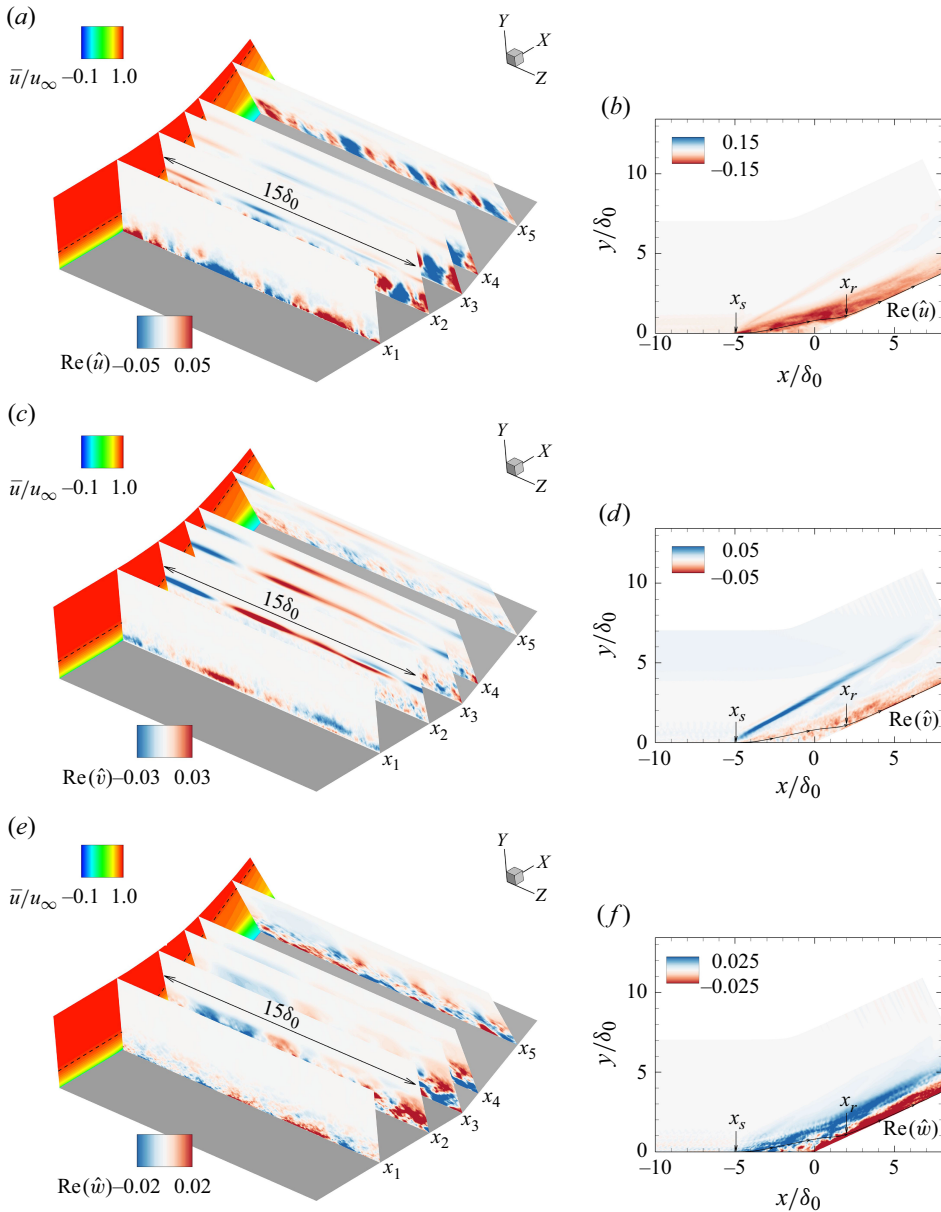 (a)
Y
X
Z
u̅/u∞ −0.1 1.0
15δ0
x5
x4
x3
x2
x1
Re(û) −0.05 0.05
(b)
0.15
−0.15
10
5
0
y/δ0
xs
xr
Re(û)
−10 −5 0 5
x/δ0
(c)
Y
X
Z
u̅/u∞ −0.1 1.0
15δ0
x5
x4
x3
x2
x1
Re(v̂) −0.03 0.03
(d)
0.05
−0.05
10
5
0
y/δ0
xs
xr
Re(v̂)
−10 −5 0 5
x/δ0
(e)
Y
X
Z
u̅/u∞ −0.1 1.0
15δ0
x5
x4
x3
x2
x1
Re(ŵ) −0.02 0.02
(f)
0.025
−0.025
10
5
0
y/δ0
xs
xr
Re(ŵ)
−10 −5 0 5
x/δ0